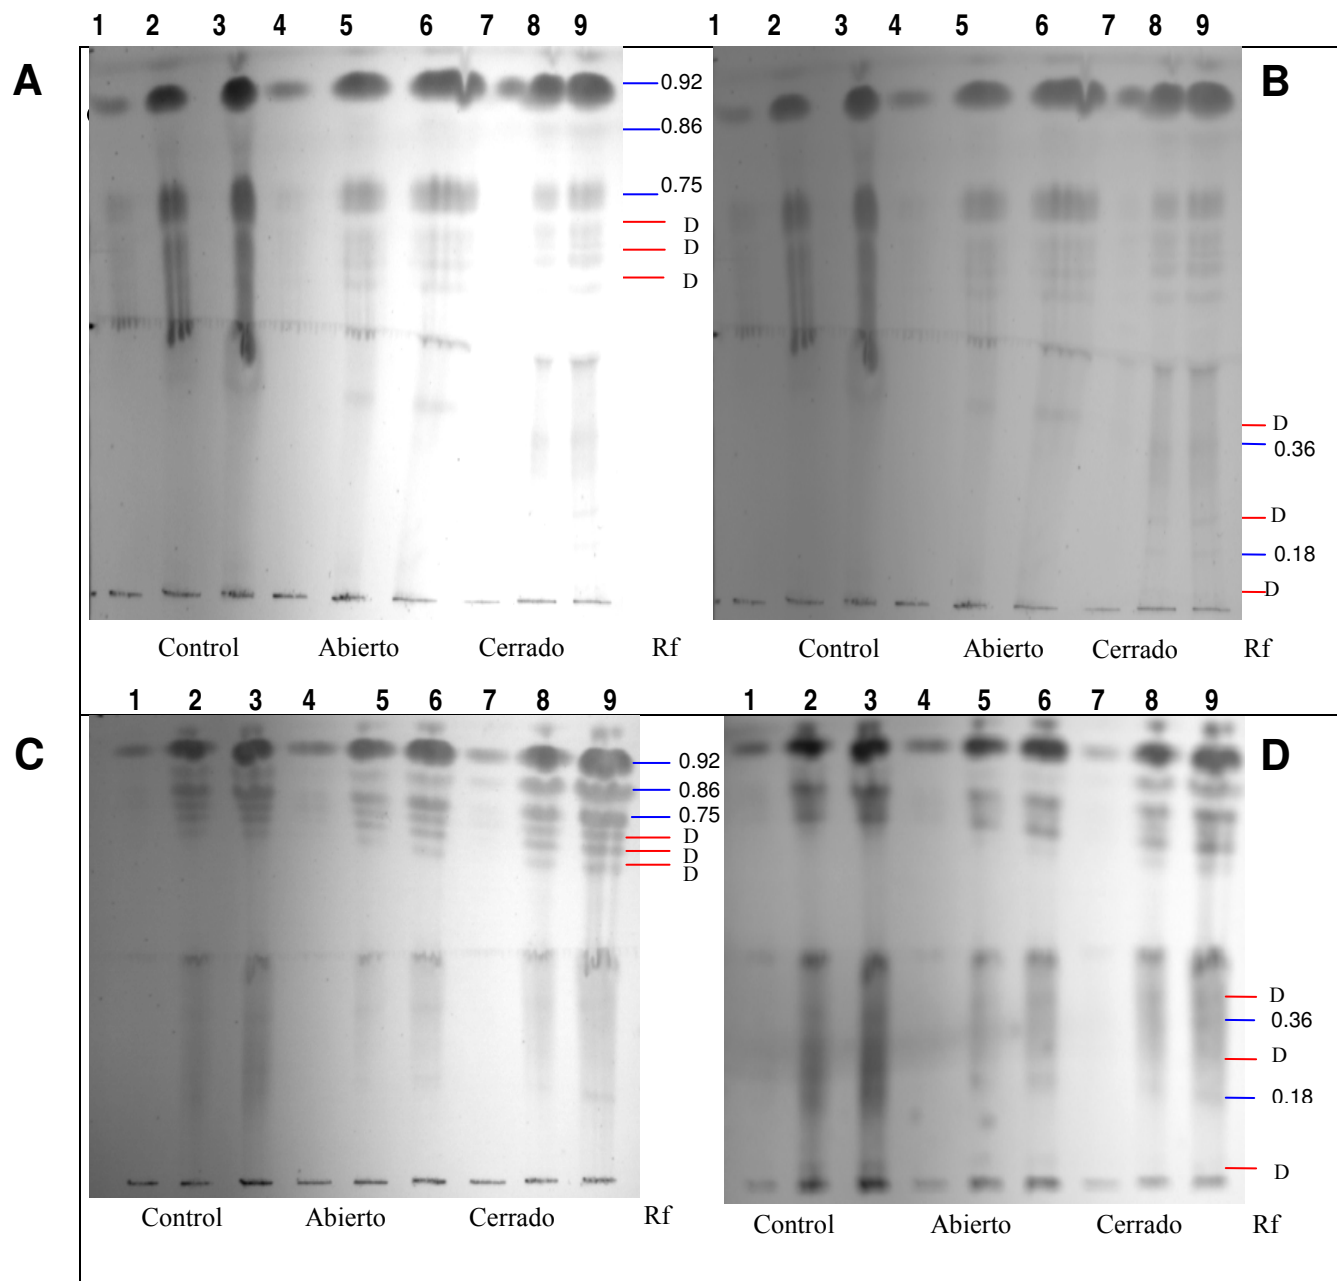 1 2 3 4 5 6 7 8 9
1 2 3 4 5 6 7 8 9
A
0.92
0.86
0.75
D
D
D
B
D
0.36
D
0.18
D
Control Abierto Cerrado Rf
Control Abierto Cerrado Rf
1 2 3 4 5 6 7 8 9
1 2 3 4 5 6 7 8 9
C
0.92
0.86
0.75
D
D
D
D
D
0.36
D
0.18
D
Control Abierto Cerrado Rf
Control Abierto Cerrado Rf